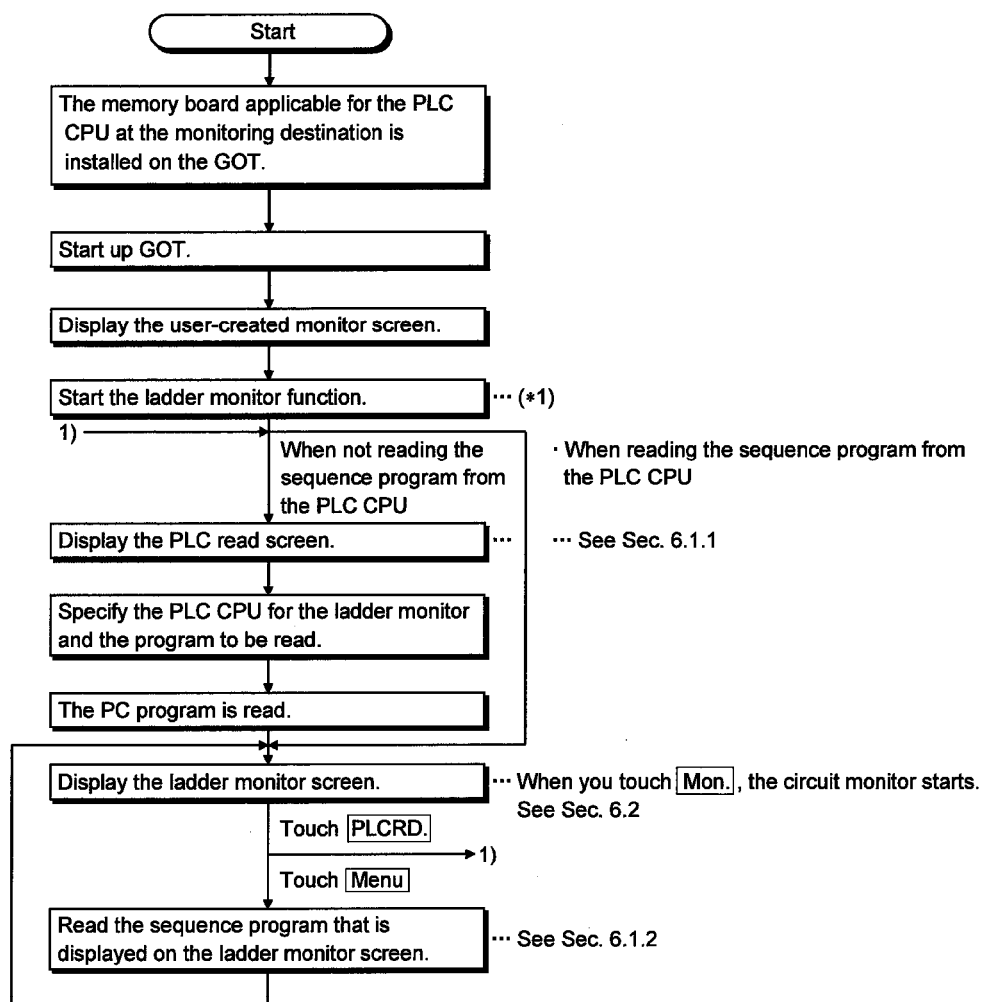 Start
The memory board applicable for the PLC
CPU at the monitoring destination is
installed on the GOT.
Start up GOT.
Display the user-created monitor screen.
Start the ladder monitor function.
··· (*1)
1)
When not reading the
sequence program from
the PLC CPU
· When reading the sequence program from
the PLC CPU
Display the PLC read screen.
···
··· See Sec. 6.1.1
Specify the PLC CPU for the ladder monitor
and the program to be read.
The PC program is read.
Display the ladder monitor screen.
··· When you touch Mon. , the circuit monitor starts.
See Sec. 6.2
Touch PLCRD.
1)
Touch Menu
Read the sequence program that is
displayed on the ladder monitor screen.
··· See Sec. 6.1.2